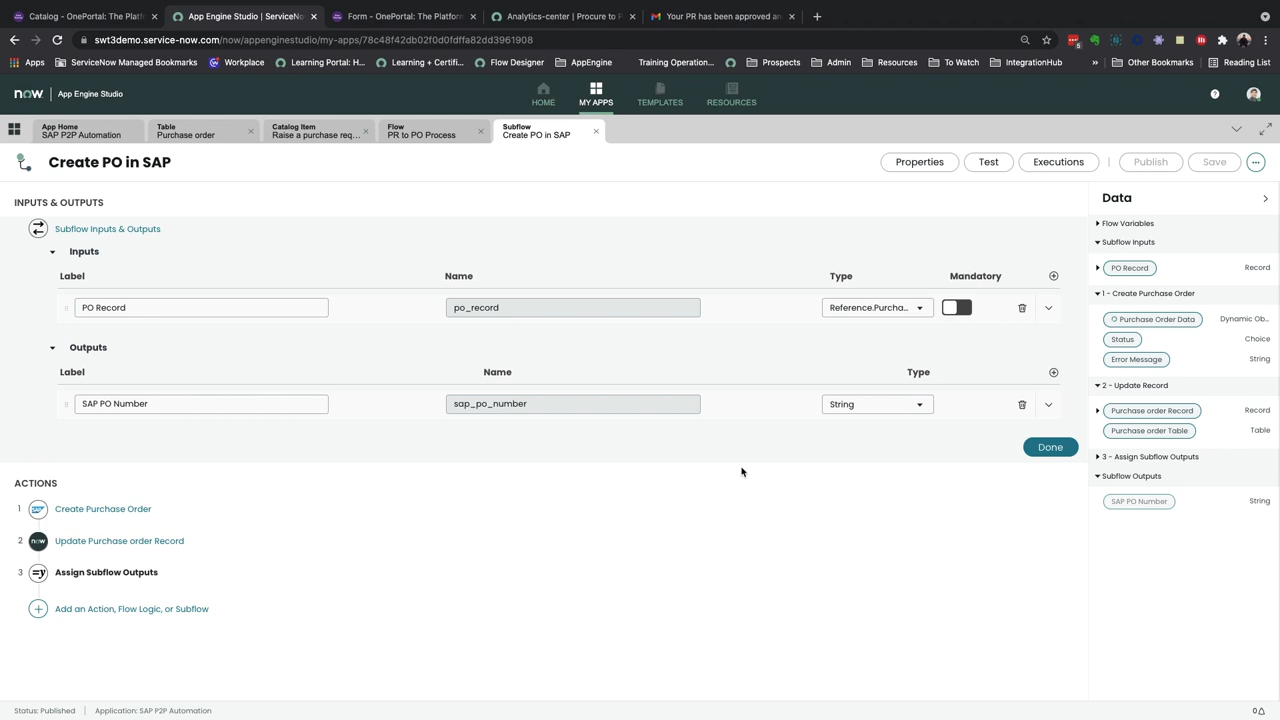 Catalog - OnePortal: The Platf
App Engine Studio | ServiceNo
Form - OnePortal: The Platform
Analytics-center | Procure to P
Your PR has been approved an
swt3demo.service-now.com/now/appenginestudio/my-apps/78c48f42db02f0d0fdffa82dd3961908
5
Apps
ServiceNow Managed Bookmarks
Workplace
Learning Portal: H...
Learning + Certifi...
Flow Designer
AppEngine
Training Operation...
Prospects
Admin
Resources
To Watch
IntegrationHub
»
Other Bookmarks
Reading List
now
App Engine Studio
HOME
MY APPS
TEMPLATES
RESOURCES
App Home
SAP P2P Automation
Table
Purchase order
Catalog Item
Raise a purchase req...
Flow
PR to PO Process
Subflow
Create PO in SAP
Create PO in SAP
Properties
Test
Executions
Publish
Save
INPUTS & OUTPUTS
Subflow Inputs & Outputs
Inputs
Label
Name
Type
Mandatory
PO Record
po_record
Reference.Purcha...
Outputs
Label
Name
Type
SAP PO Number
sap_po_number
String
Done
ACTIONS
1
Create Purchase Order
2
now
Update Purchase order Record
3
=y
Assign Subflow Outputs
Add an Action, Flow Logic, or Subflow
Data
Flow Variables
Subflow Inputs
PO Record
Record
1 - Create Purchase Order
Purchase Order Data
Dynamic Ob...
Status
Choice
Error Message
String
2 - Update Record
Purchase order Record
Record
Purchase order Table
Table
3 - Assign Subflow Outputs
Subflow Outputs
SAP PO Number
String
Status: Published
Application: SAP P2P Automation
0